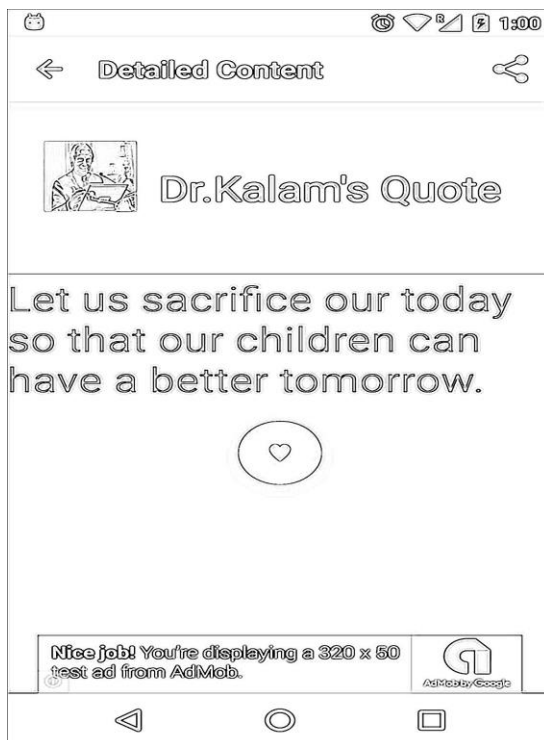 R 1:00
Detailed Content
Dr.Kalam's Quote
Let us sacrifice our today
so that our children can
have a better tomorrow.
Nice job! You're displaying a 320 x 50
test ad from AdMob.
AdMob by Google